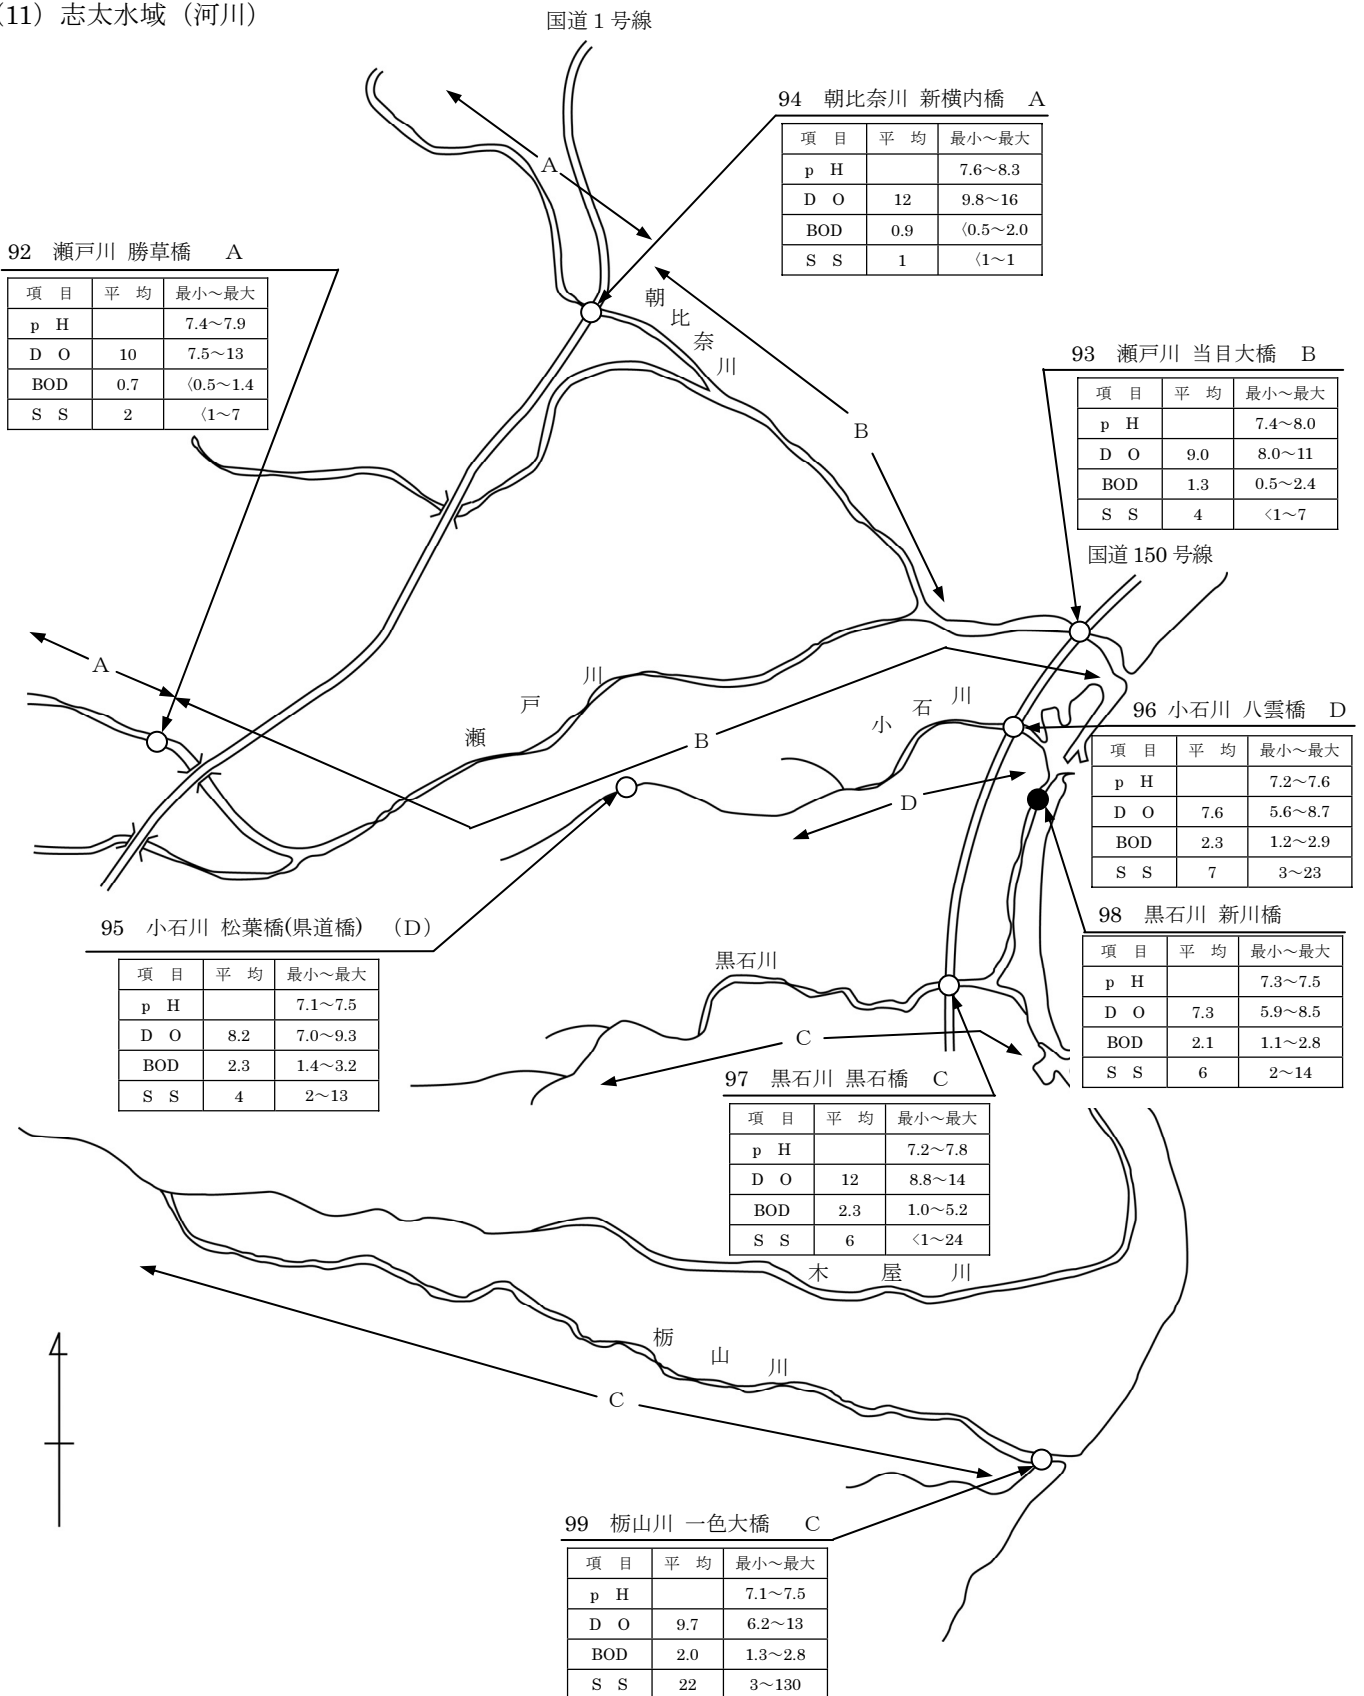 (11) 志太水域（河川）
国道1号線
94 朝比奈川 新横内橋 A
項 目 平 均 最小～最大
p H 7.6～8.3
D O 12 9.8～16
BOD 0.9 〈0.5～2.0
S S 1 〈1～1
A
92 瀬戸川 勝草橋 A
項 目 平 均 最小～最大
p H 7.4～7.9
D O 10 7.5～13
BOD 0.7 〈0.5～1.4
S S 2 〈1～7
朝比奈川
93 瀬戸川 当目大橋 B
項 目 平 均 最小～最大
p H 7.4～8.0
D O 9.0 8.0～11
BOD 1.3 0.5～2.4
S S 4 <1～7
B
国道150号線
A
瀬戸川
小石川
B
D
96 小石川 八雲橋 D
項 目 平 均 最小～最大
p H 7.2～7.6
D O 7.6 5.6～8.7
BOD 2.3 1.2～2.9
S S 7 3～23
95 小石川 松葉橋(県道橋) （D）
項 目 平 均 最小～最大
p H 7.1～7.5
D O 8.2 7.0～9.3
BOD 2.3 1.4～3.2
S S 4 2～13
98 黒石川 新川橋
項 目 平 均 最小～最大
p H 7.3～7.5
D O 7.3 5.9～8.5
BOD 2.1 1.1～2.8
S S 6 2～14
黒石川
C
97 黒石川 黒石橋 C
項 目 平 均 最小～最大
p H 7.2～7.8
D O 12 8.8～14
BOD 2.3 1.0～5.2
S S 6 <1～24
木屋川
栃山川
C
99 栃山川 一色大橋 C
項 目 平 均 最小～最大
p H 7.1～7.5
D O 9.7 6.2～13
BOD 2.0 1.3～2.8
S S 22 3～130